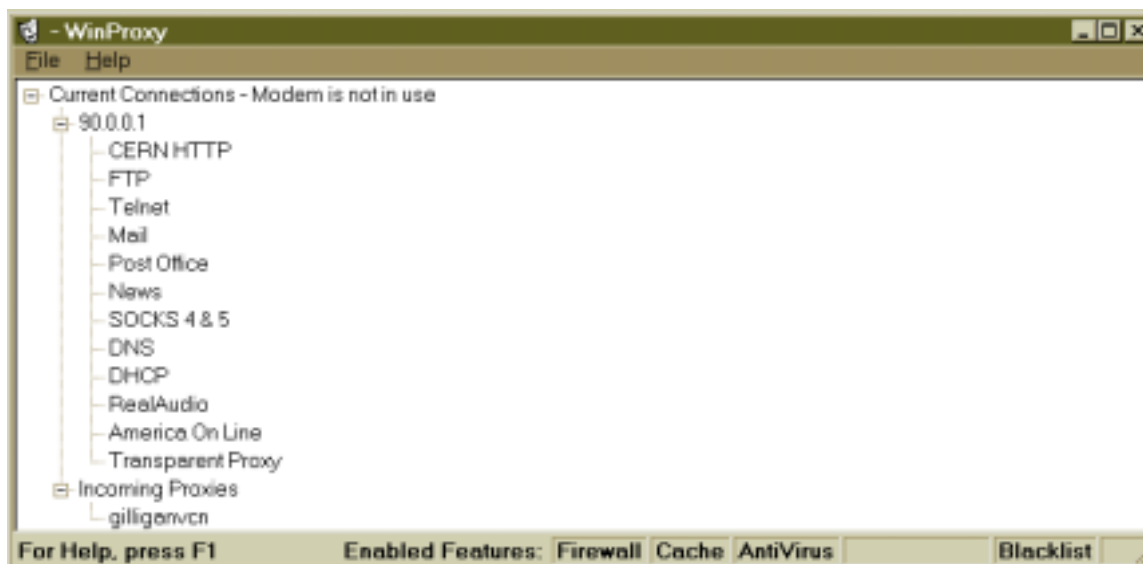 - WinProxy
File Help
Current Connections - Modem is not in use
90.0.0.1
CERN HTTP
FTP
Telnet
Mail
Post Office
News
SOCKS 4 & 5
DNS
DHCP
RealAudio
America On Line
Transparent Proxy
Incoming Proxies
gilliganvcn
For Help, press F1 Enabled Features: Firewall Cache AntiVirus Blacklist